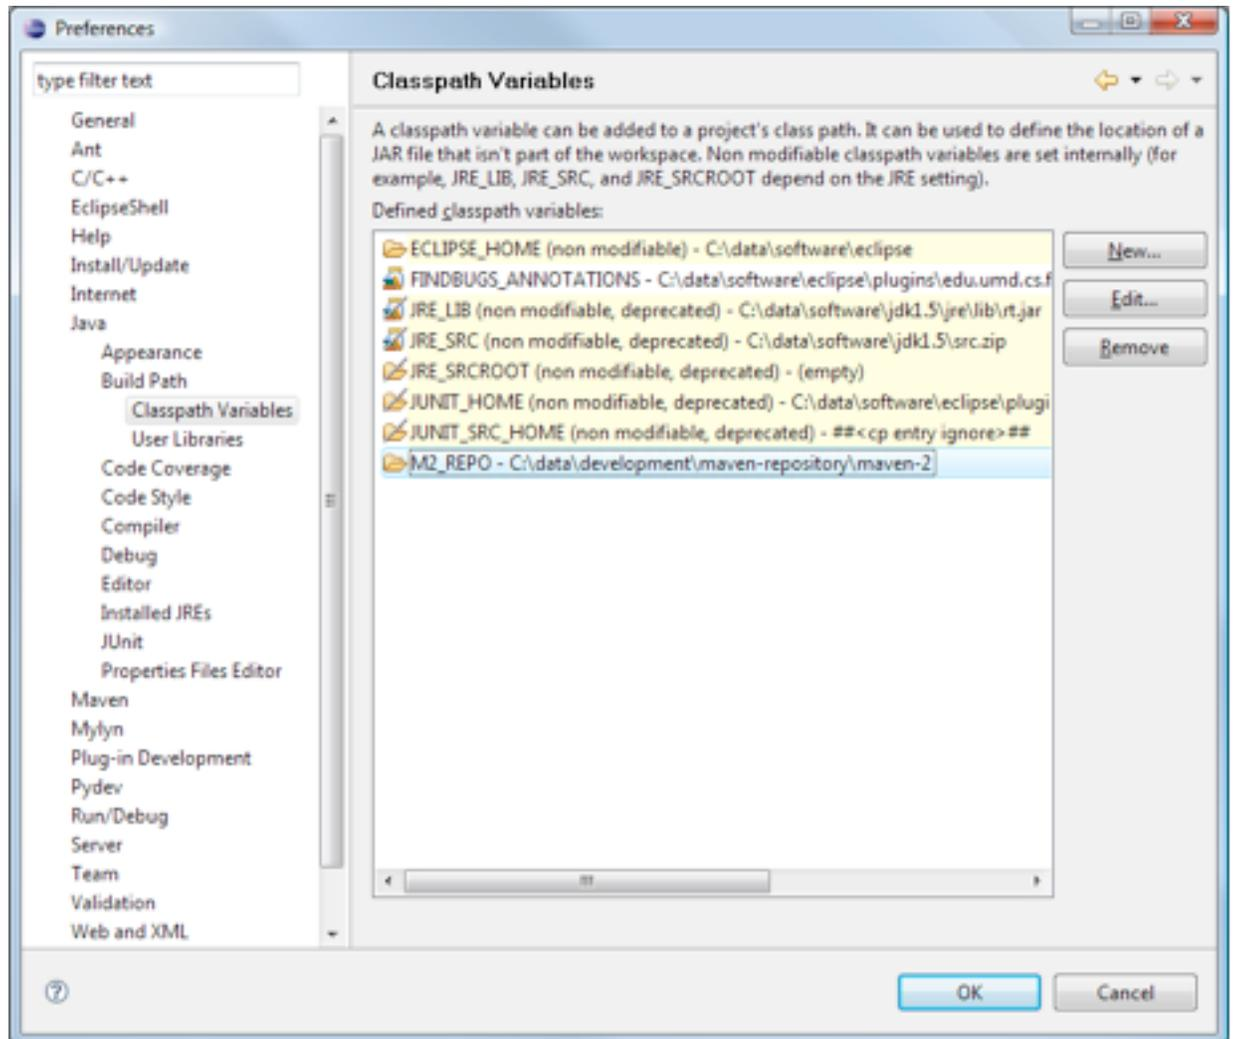 Preferences
type filter text
General
Ant
C/C++
EclipseShell
Help
Install/Update
Internet
Java
Appearance
Build Path
Classpath Variables
User Libraries
Code Coverage
Code Style
Compiler
Debug
Editor
Installed JREs
JUnit
Properties Files Editor
Maven
Mylyn
Plug-in Development
Pydev
Run/Debug
Server
Team
Validation
Web and XML
Classpath Variables
A classpath variable can be added to a project's class path. It can be used to define the location of a
JAR file that isn't part of the workspace. Non modifiable classpath variables are set internally (for
example, JRE_LIB, JRE_SRC, and JRE_SRCROOT depend on the JRE setting).
Defined classpath variables:
ECLIPSE_HOME (non modifiable) - C:\data\software\eclipse
FINDBUGS_ANNOTATIONS - C:\data\software\eclipse\plugins\edu.umd.cs.f
JRE_LIB (non modifiable, deprecated) - C:\data\software\jdk1.5\jre\lib\rt.jar
JRE_SRC (non modifiable, deprecated) - C:\data\software\jdk1.5\src.zip
JRE_SRCROOT (non modifiable, deprecated) - (empty)
JUNIT_HOME (non modifiable, deprecated) - C:\data\software\eclipse\plugi
JUNIT_SRC_HOME (non modifiable, deprecated) - ##<cp entry ignore>##
M2_REPO - C:\data\development\maven-repository\maven-2
New...
Edit...
Remove
OK
Cancel